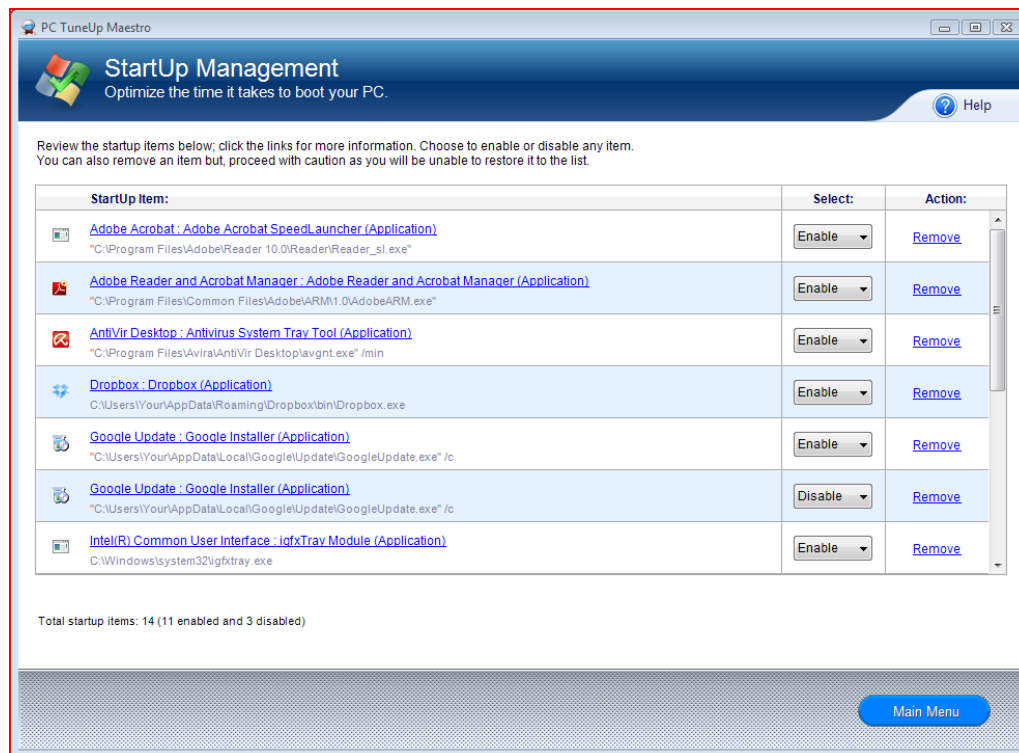 PC TuneUp Maestro
StartUp Management
Optimize the time it takes to boot your PC.
Help
Review the startup items below; click the links for more information. Choose to enable or disable any item.
You can also remove an item but, proceed with caution as you will be unable to restore it to the list.
StartUp Item: Select: Action:
Adobe Acrobat : Adobe Acrobat SpeedLauncher (Application)
"C:\Program Files\Adobe\Reader 10.0\Reader\Reader_sl.exe"
Enable Remove
Adobe Reader and Acrobat Manager : Adobe Reader and Acrobat Manager (Application)
"C:\Program Files\Common Files\Adobe\ARM\1.0\AdobeARM.exe"
Enable Remove
AntiVir Desktop : Antivirus System Tray Tool (Application)
"C:\Program Files\Avira\AntiVir Desktop\avgnt.exe" /min
Enable Remove
Dropbox : Dropbox (Application)
C:\Users\Your\AppData\Roaming\Dropbox\bin\Dropbox.exe
Enable Remove
Google Update : Google Installer (Application)
"C:\Users\Your\AppData\Local\Google\Update\GoogleUpdate.exe" /c
Enable Remove
Google Update : Google Installer (Application)
"C:\Users\Your\AppData\Local\Google\Update\GoogleUpdate.exe" /c
Disable Remove
Intel(R) Common User Interface : igfxTray Module (Application)
C:\Windows\system32\igfxtray.exe
Enable Remove
Total startup items: 14 (11 enabled and 3 disabled)
Main Menu